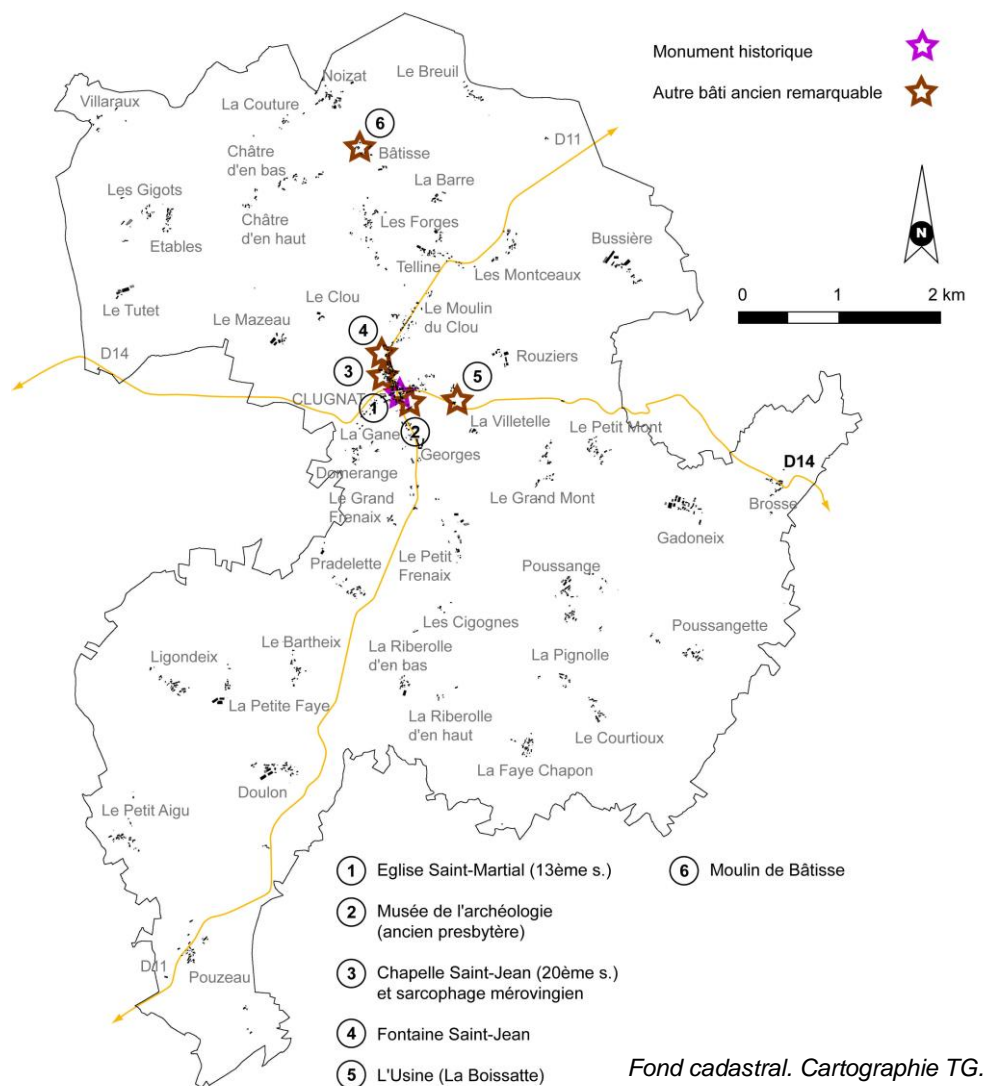 Monument historique
Autre bâti ancien remarquable
Le Breuil
Noizat
Villaraux
La Couture
6
D11
Bâtisse
Châtre
d'en bas
La Barre
Les Gigots
Châtre
d'en haut
Les Forges
Etables
Bussière
N
Telline
Les Montceaux
0 1 2 km
Le Clou
Le Moulin
du Clou
Le Tutet
Le Mazeau
4
D14
Rouziers
3
5
CLUGNAT
1
La Villetelle
Le Petit Mont
La Gane
2
Georges
D14
Domerange
Le Grand Mont
Le Grand
Frenaix
Brosse
Gadoneix
Pradelette
Le Petit
Frenaix
Poussange
Les Cigognes
Poussangette
Le Bartheix
La Riberolle
d'en bas
Ligondeix
La Pignolle
La Petite Faye
La Riberolle
d'en haut
Le Courtioux
La Faye Chapon
Doulon
Le Petit Aigu
D11
Pouzeau
1 Eglise Saint-Martial (13ème s.)
2 Musée de l'archéologie
(ancien presbytère)
3 Chapelle Saint-Jean (20ème s.)
et sarcophage mérovingien
4 Fontaine Saint-Jean
5 L'Usine (La Boissatte)
6 Moulin de Bâtisse
Fond cadastral. Cartographie TG.